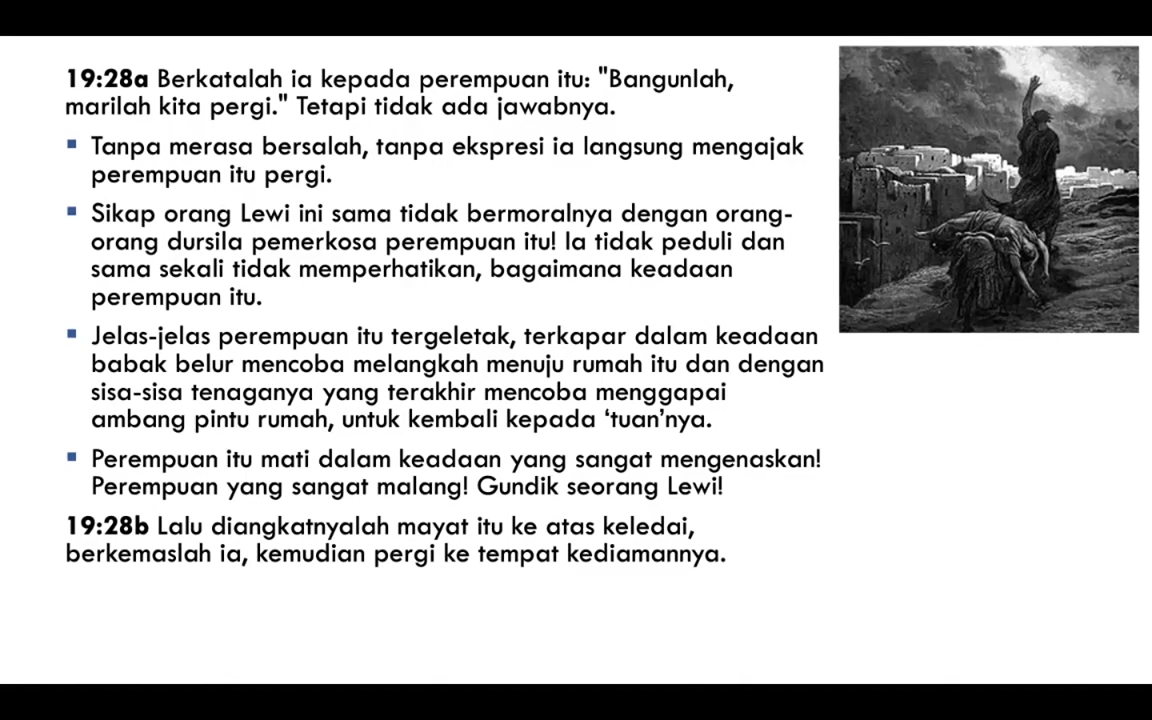 19:28a Berkatalah ia kepada perempuan itu: "Bangunlah,
marilah kita pergi." Tetapi tidak ada jawabnya.
▪ Tanpa merasa bersalah, tanpa ekspresi ia langsung mengajak
perempuan itu pergi.
▪ Sikap orang Lewi ini sama tidak bermoralnya dengan orang-
orang dursila pemerkosa perempuan itu! Ia tidak peduli dan
sama sekali tidak memperhatikan, bagaimana keadaan
perempuan itu.
▪ Jelas-jelas perempuan itu tergeletak, terkapar dalam keadaan
babak belur mencoba melangkah menuju rumah itu dan dengan
sisa-sisa tenaganya yang terakhir mencoba menggapai
ambang pintu rumah, untuk kembali kepada ‘tuan’nya.
▪ Perempuan itu mati dalam keadaan yang sangat mengenaskan!
Perempuan yang sangat malang! Gundik seorang Lewi!
19:28b Lalu diangkatnyalah mayat itu ke atas keledai,
berkemaslah ia, kemudian pergi ke tempat kediamannya.